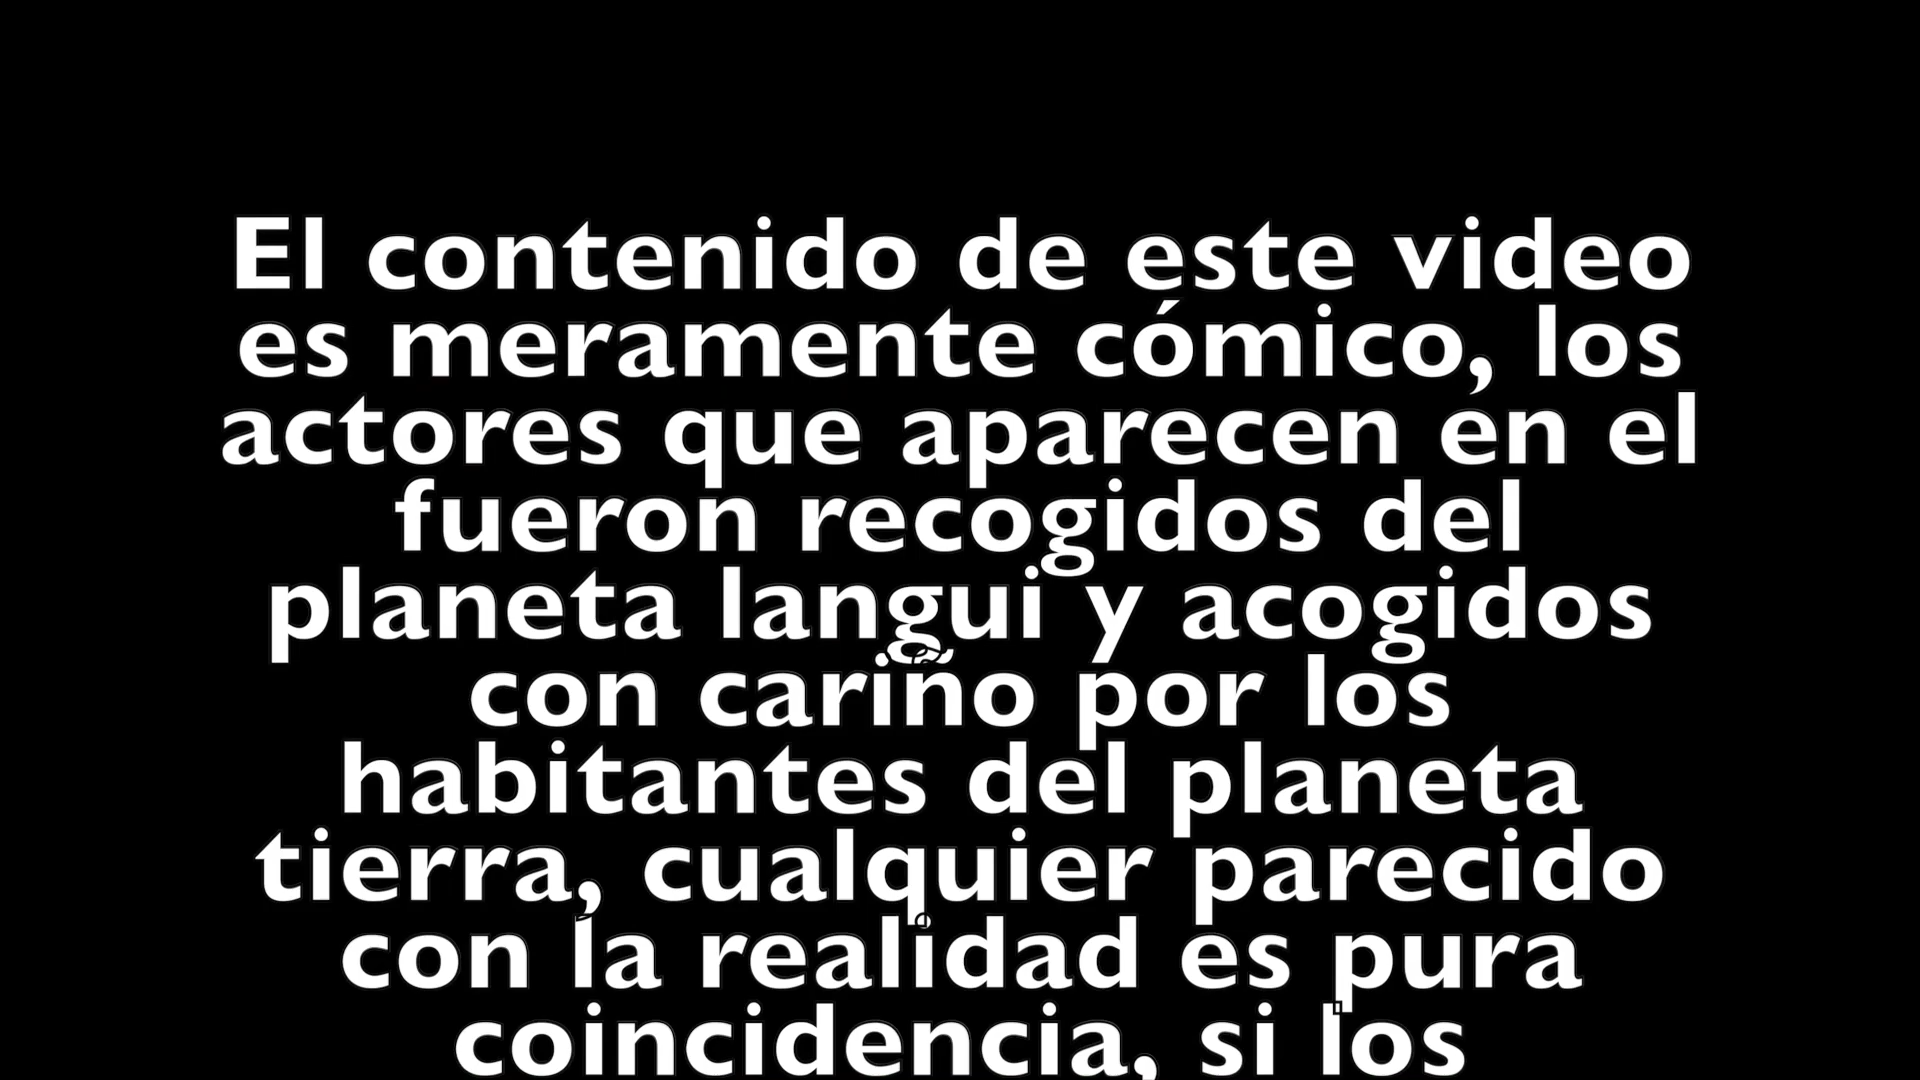 El contenido de este video
es meramente cómico, los
actores que aparecen en el
fueron recogidos del
planeta langui y acogidos
con cariño por los
habitantes del planeta
tierra, cualquier parecido
con la realidad es pura
coincidencia, si los